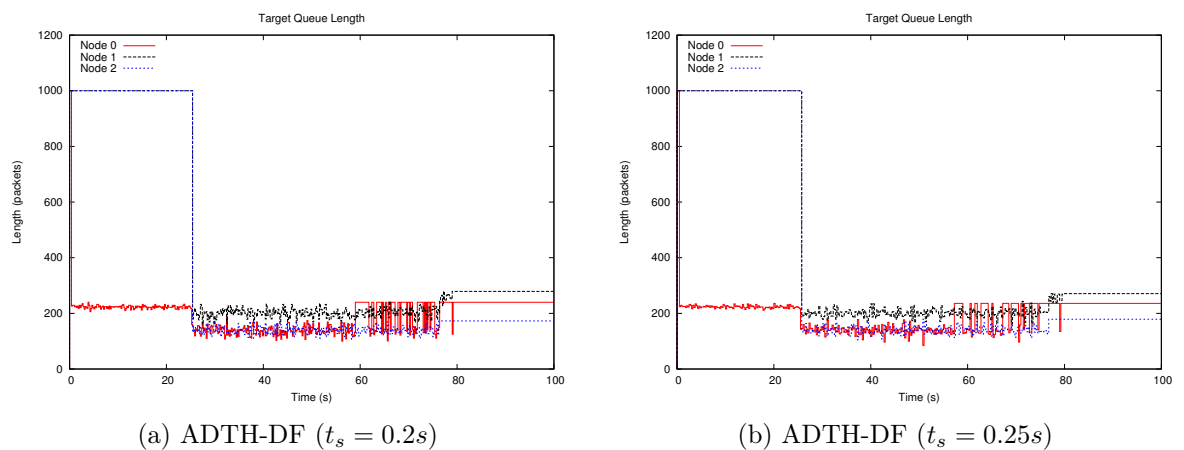 Target Queue Length
1200
1000
800
600
400
200
0
0 20 40 60 80 100
Length (packets)
Time (s)
Node 0
Node 1
Node 2
(a) ADTH-DF (t_s = 0.2s)
Target Queue Length
1200
1000
800
600
400
200
0
0 20 40 60 80 100
Length (packets)
Time (s)
Node 0
Node 1
Node 2
(b) ADTH-DF (t_s = 0.25s)